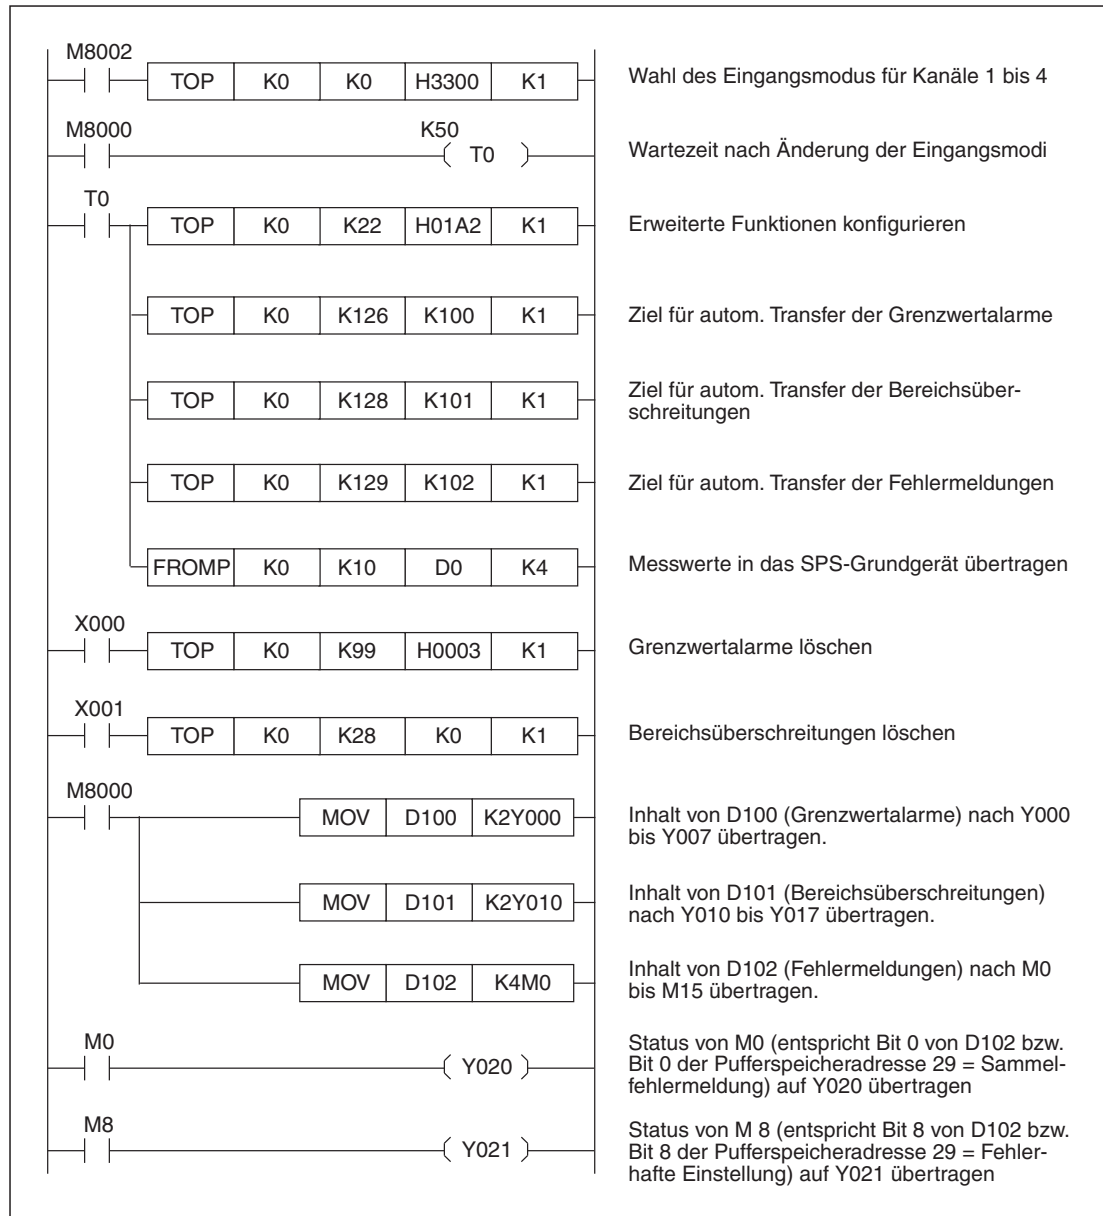 M8002
TOP K0 K0 H3300 K1 Wahl des Eingangsmodus für Kanäle 1 bis 4
M8000 K50
T0 Wartezeit nach Änderung der Eingangsmodi
T0
TOP K0 K22 H01A2 K1 Erweiterte Funktionen konfigurieren
TOP K0 K126 K100 K1 Ziel für autom. Transfer der Grenzwertalarme
TOP K0 K128 K101 K1 Ziel für autom. Transfer der Bereichsüber-
schreitungen
TOP K0 K129 K102 K1 Ziel für autom. Transfer der Fehlermeldungen
FROMP K0 K10 D0 K4 Messwerte in das SPS-Grundgerät übertragen
X000
TOP K0 K99 H0003 K1 Grenzwertalarme löschen
X001
TOP K0 K28 K0 K1 Bereichsüberschreitungen löschen
M8000
MOV D100 K2Y000 Inhalt von D100 (Grenzwertalarme) nach Y000
bis Y007 übertragen.
MOV D101 K2Y010 Inhalt von D101 (Bereichsüberschreitungen)
nach Y010 bis Y017 übertragen.
MOV D102 K4M0 Inhalt von D102 (Fehlermeldungen) nach M0
bis M15 übertragen.
M0
Y020 Status von M0 (entspricht Bit 0 von D102 bzw.
Bit 0 der Pufferspeicheradresse 29 = Sammel-
fehlermeldung) auf Y020 übertragen
M8
Y021 Status von M 8 (entspricht Bit 8 von D102 bzw.
Bit 8 der Pufferspeicheradresse 29 = Fehler-
hafte Einstellung) auf Y021 übertragen